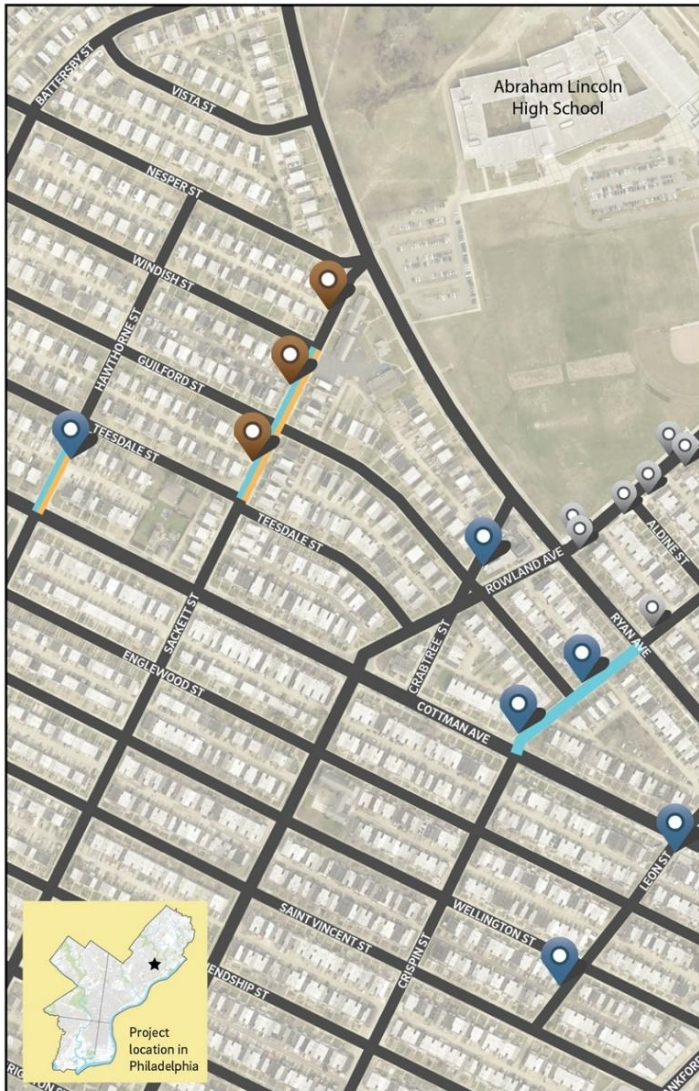 BATTERSBY ST
VISTA ST
Abraham Lincoln
High School
NESPER ST
WINDISH ST
HAWTHORNE ST
GUILFORD ST
TEESDALE ST
TEESDALE ST
ALDINE ST
ROWLAND AVE
RYAN AVE
SACKETT ST
CRABTREE ST
ENGLEWOOD ST
COTTMAN AVE
LEON ST
SAINT VINCENT ST
WELLINGTON ST
CRISPIN ST
ENDSHIP ST
Project
location in
Philadelphia